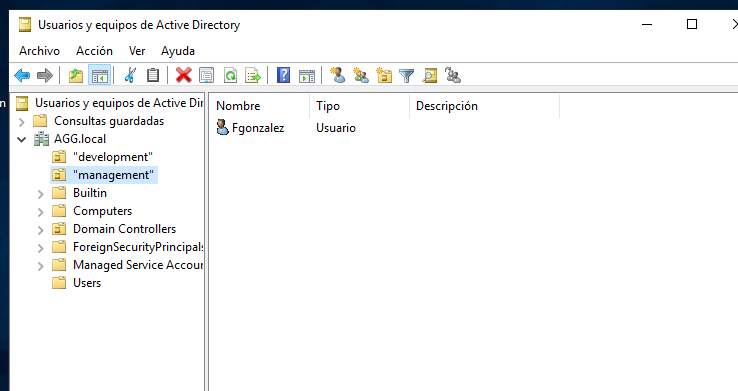 Usuarios y equipos de Active Directory
Archivo Acción Ver Ayuda
n
Usuarios y equipos de Active Dir
Consultas guardadas
AGG.local
"development"
"management"
Builtin
Computers
Domain Controllers
ForeignSecurityPrincipals
Managed Service Accour
Users
Nombre Tipo Descripción
Fgonzalez Usuario